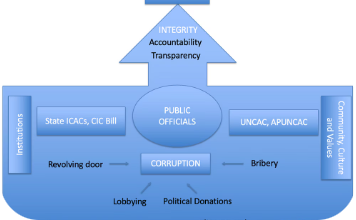 INTEGRITY
Accountability
Transparency
PUBLIC
OFFICIALS
Institutions
State ICACs, CIC Bill
UNCAC, APUNCAC
Community, Culture
and Values
Revolving door
CORRUPTION
Bribery
Lobbying
Political Donations